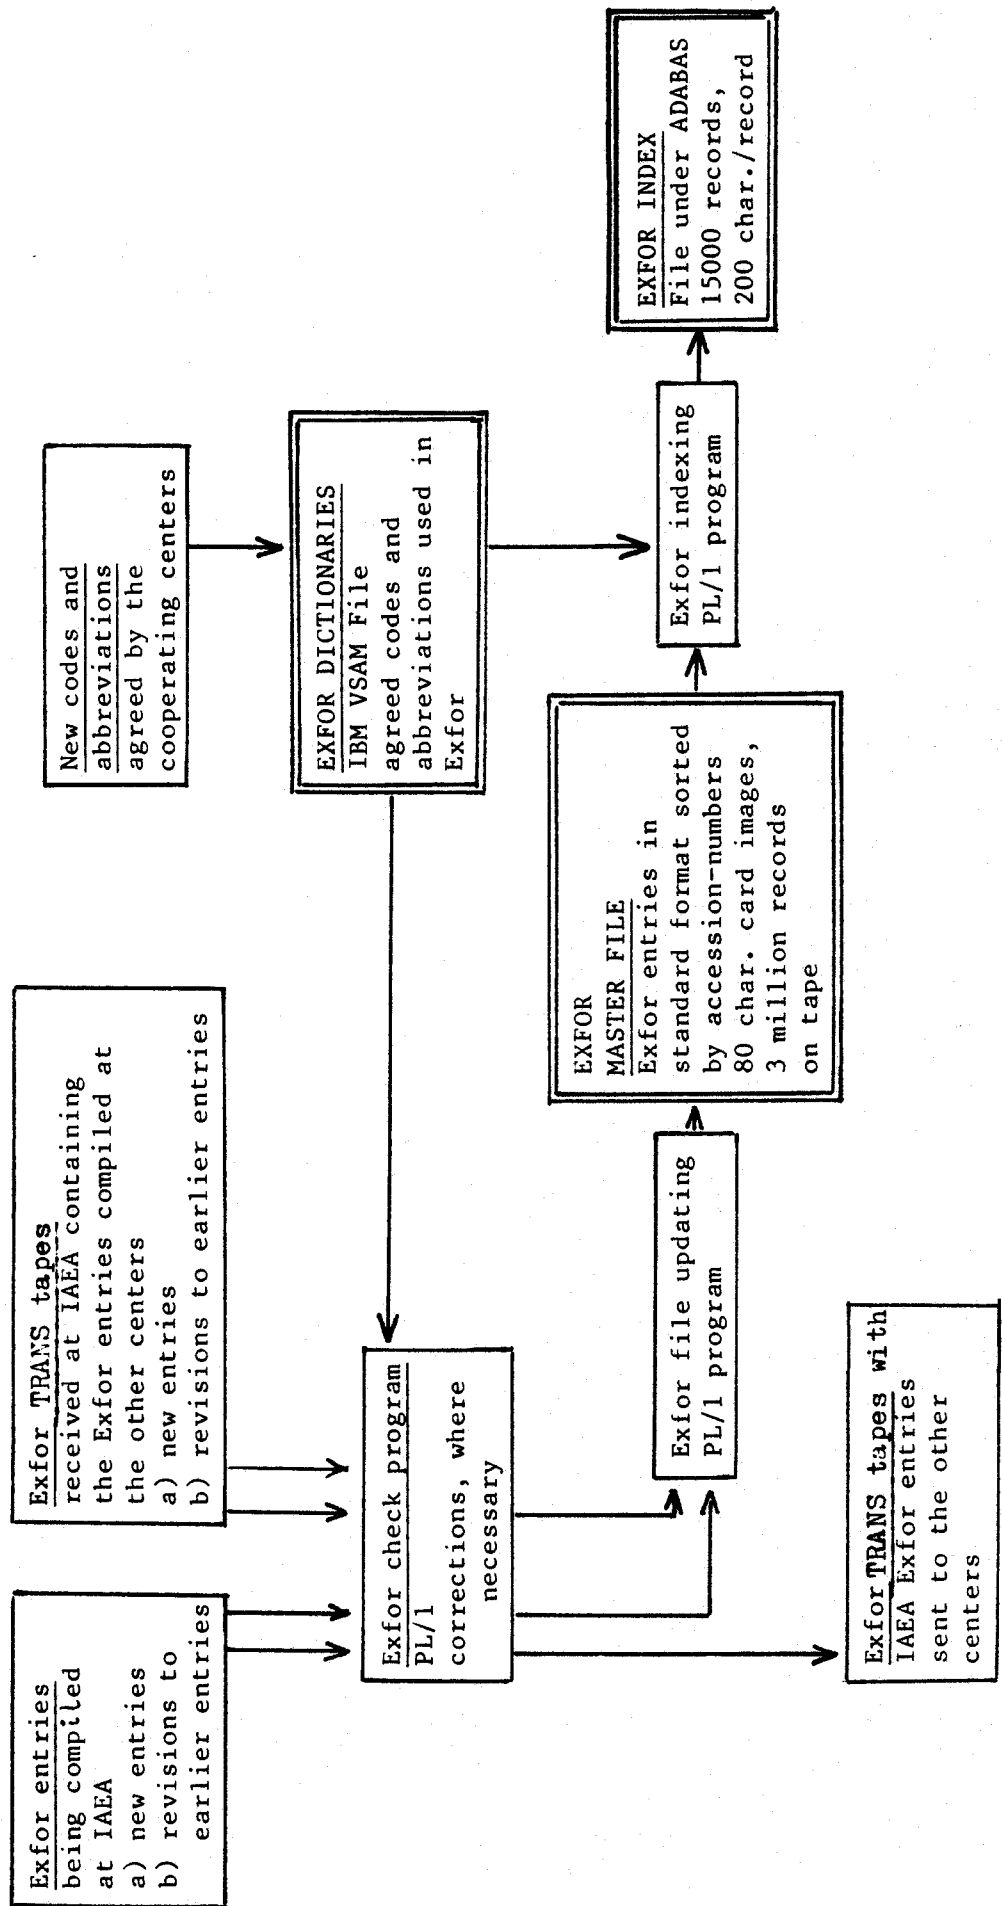 Exfor entries
being compiled
at IAEA
a) new entries
b) revisions to
earlier entries
Exfor TRANS tapes
received at IAEA containing
the Exfor entries compiled at
the other centers
a) new entries
b) revisions to earlier entries
New codes and
abbreviations
agreed by the
cooperating centers
Exfor check program
PL/1
corrections, where
necessary
EXFOR DICTIONARIES
IBM VSAM File
agreed codes and
abbreviations used in
Exfor
Exfor file updating
PL/1 program
EXFOR
MASTER FILE
Exfor entries in
standard format sorted
by accession-numbers
80 char. card images,
3 million records
on tape
Exfor indexing
PL/1 program
EXFOR INDEX
File under ADABAS
15000 records,
200 char./record
Exfor TRANS tapes with
IAEA Exfor entries
sent to the other
centers